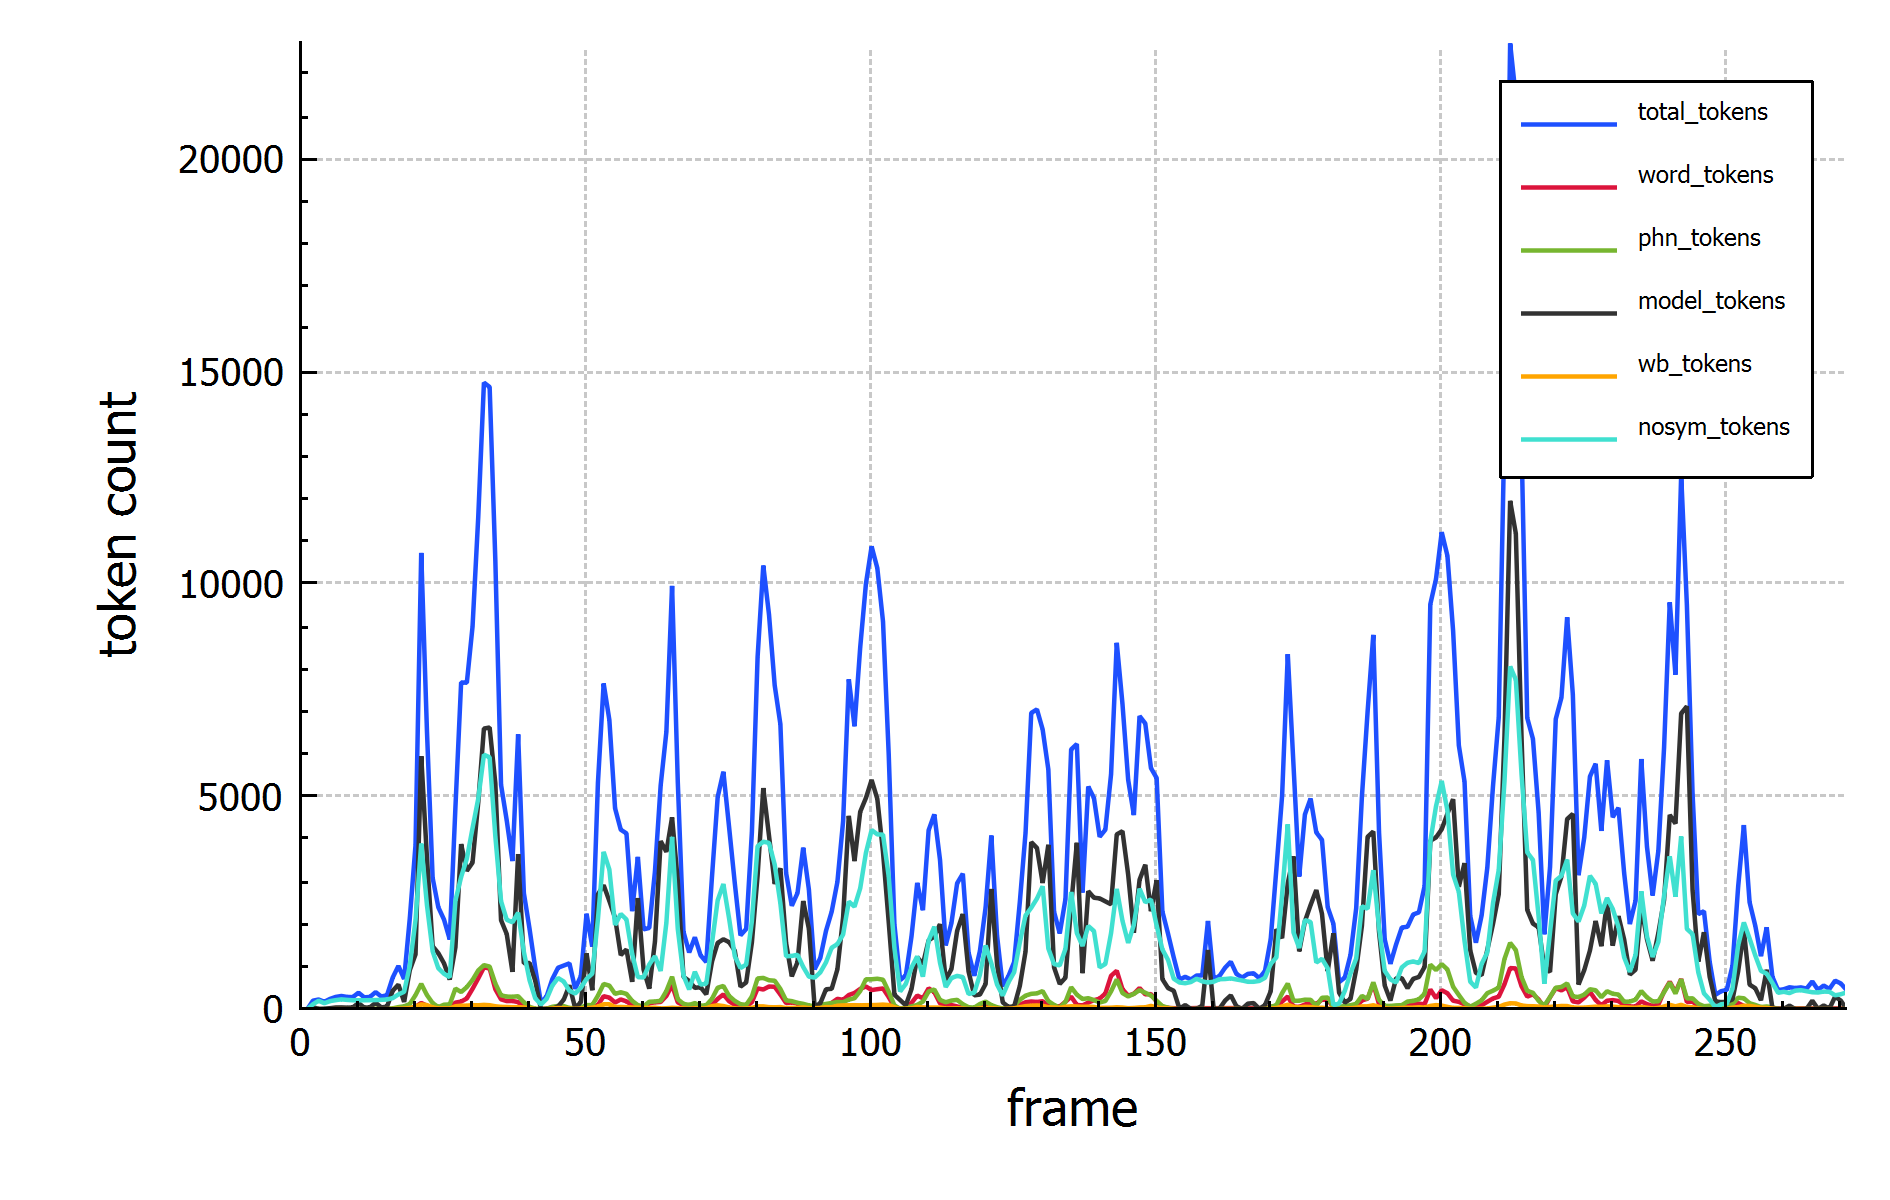 token count
20000
15000
10000
5000
0
0 50 100 150 200 250
frame
total_tokens
word_tokens
phn_tokens
model_tokens
wb_tokens
nosym_tokens